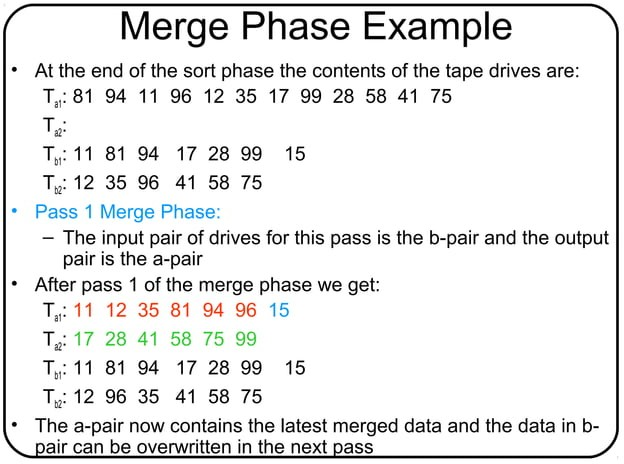 Merge Phase Example
• At the end of the sort phase the contents of the tape drives are:
Ta1: 81 94 11 96 12 35 17 99 28 58 41 75
Ta2:
Tb1: 11 81 94 17 28 99 15
Tb2: 12 35 96 41 58 75
• Pass 1 Merge Phase:
– The input pair of drives for this pass is the b-pair and the output
pair is the a-pair
• After pass 1 of the merge phase we get:
Ta1: 11 12 35 81 94 96 15
Ta2: 17 28 41 58 75 99
Tb1: 11 81 94 17 28 99 15
Tb2: 12 96 35 41 58 75
• The a-pair now contains the latest merged data and the data in b-
pair can be overwritten in the next pass